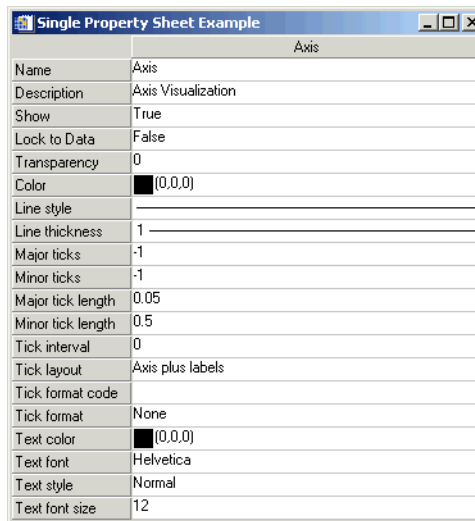 Single Property Sheet Example
Axis
Name Axis
Description Axis Visualization
Show True
Lock to Data False
Transparency 0
Color (0,0,0)
Line style
Line thickness 1
Major ticks -1
Minor ticks -1
Major tick length 0.05
Minor tick length 0.5
Tick interval 0
Tick layout Axis plus labels
Tick format code
Tick format None
Text color (0,0,0)
Text font Helvetica
Text style Normal
Text font size 12